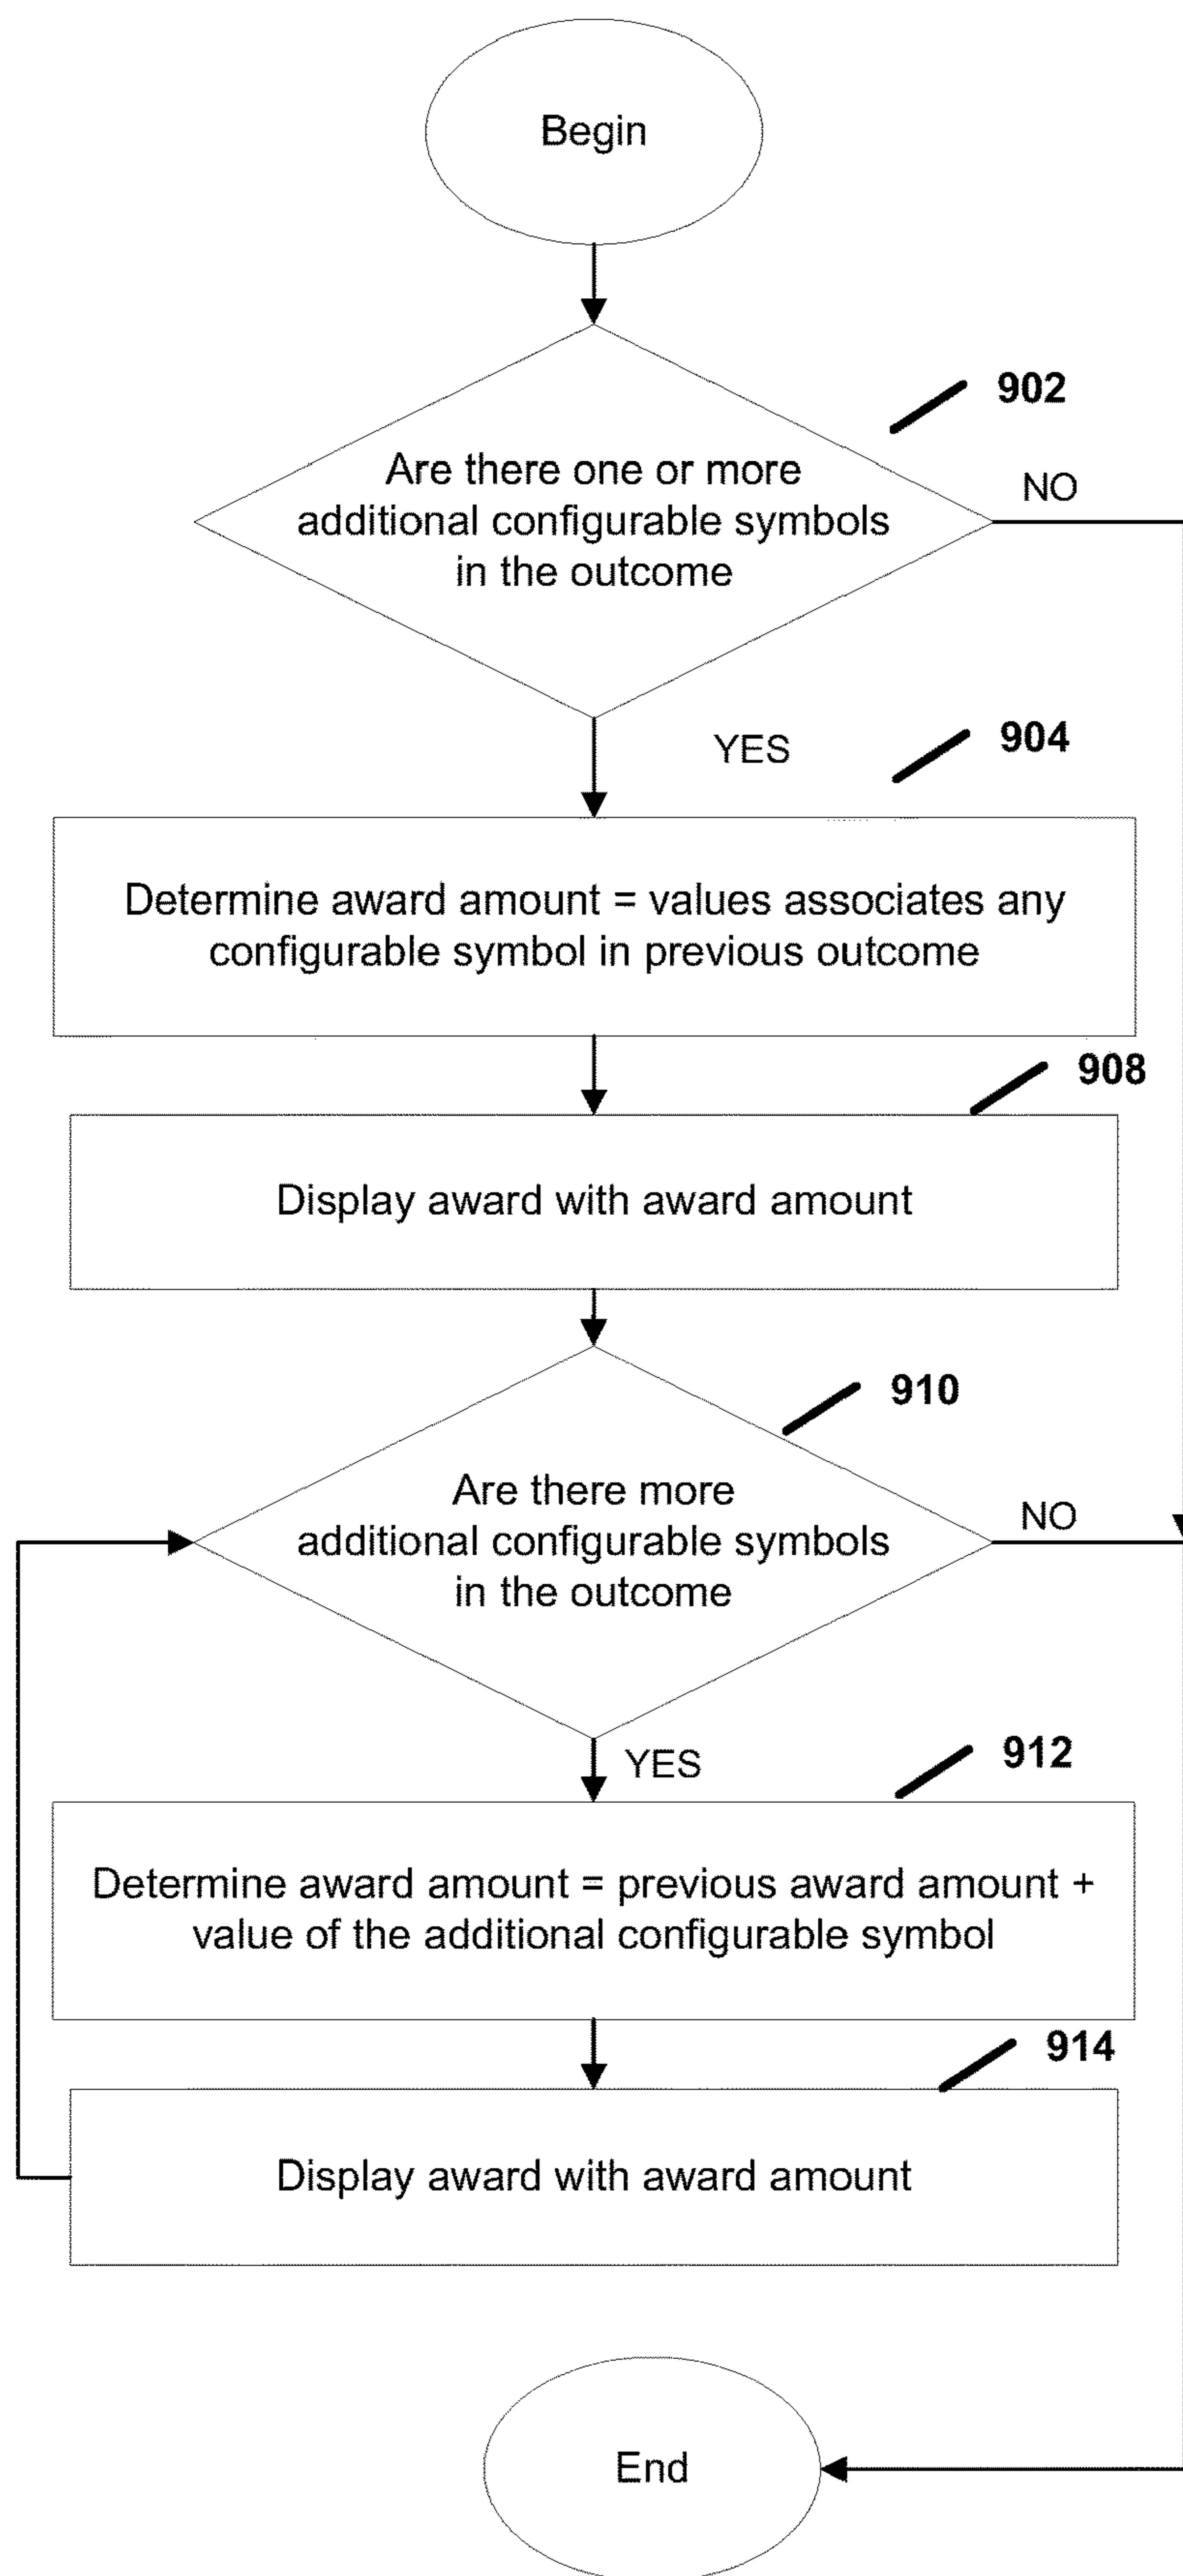 Begin
902
Are there one or more
additional configurable symbols
in the outcome
NO
YES
904
Determine award amount = values associates any
configurable symbol in previous outcome
908
Display award with award amount
910
Are there more
additional configurable symbols
in the outcome
NO
YES
912
Determine award amount = previous award amount +
value of the additional configurable symbol
914
Display award with award amount
End